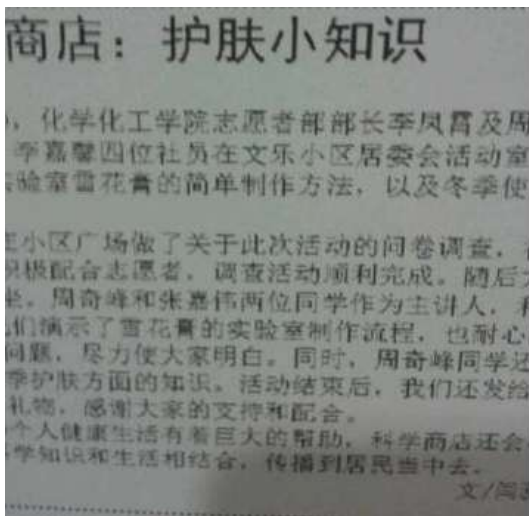 商店：护肤小知识
，化学化工学院志愿者部部长李凤霄及周
李嘉馨四位社员在文乐小区居委会活动室
验室雪花膏的简单制作方法，以及冬季使
小区广场做了关于此次活动的问卷调查，
积极配合志愿者，调查活动顺利完成。随后
坐，周奇峰和张嘉伟两位同学作为主讲人，
们演示了雪花膏的实验室制作流程，也耐心
问题，尽力使大家明白。同时，周奇峰同学还
季护肤方面的知识。活动结束后，我们还发给
礼物，感谢大家的支持和配合。
个人健康生活有着巨大的帮助，科学商店还会
学知识和生活相结合，传播到居民当中去。
文/闫